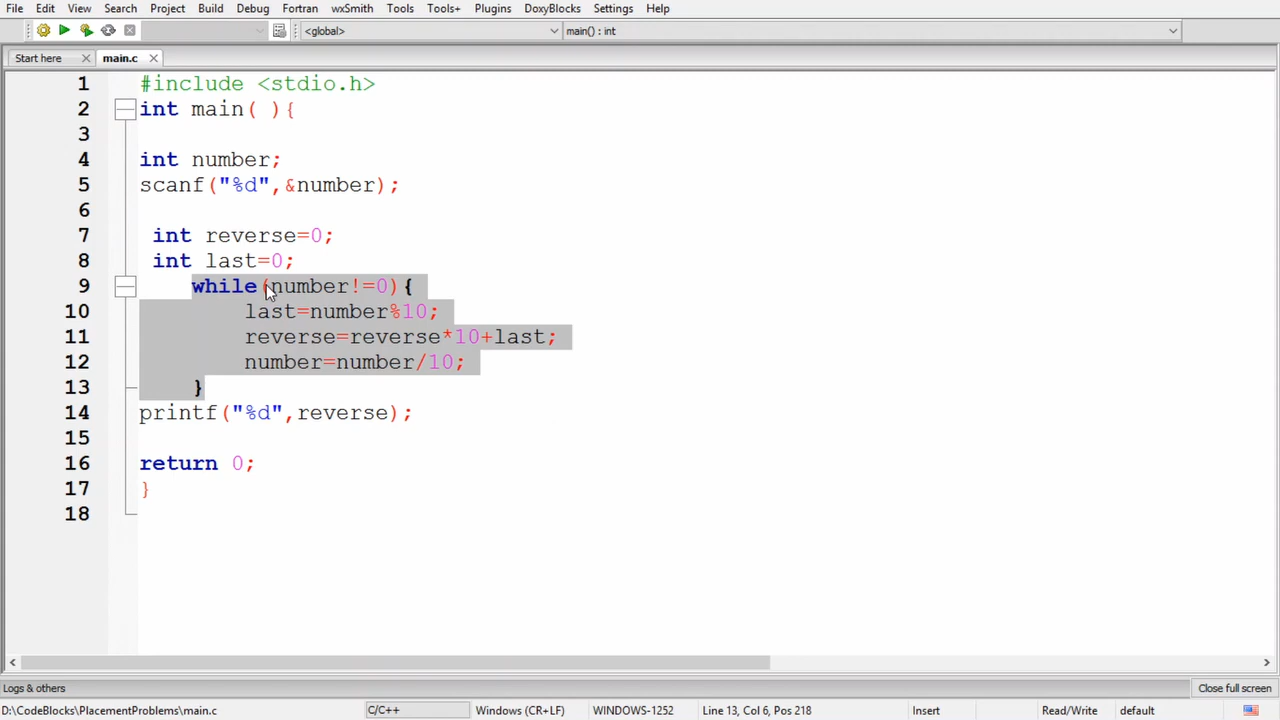 File Edit View Search Project Build Debug Fortran wxSmith Tools Tools+ Plugins DoxyBlocks Settings Help
<global> main() : int
Start here main.c
1 #include <stdio.h>
2 int main( ){
3
4 int number;
5 scanf("%d",&number);
6
7 int reverse=0;
8 int last=0;
9 while(number!=0){
10 last=number%10;
11 reverse=reverse*10+last;
12 number=number/10;
13 }
14 printf("%d",reverse);
15
16 return 0;
17 }
18
Logs & others Close full screen
D:\CodeBlocks\PlacementProblems\main.c C/C++ Windows (CR+LF) WINDOWS-1252 Line 13, Col 6, Pos 218 Insert Read/Write default